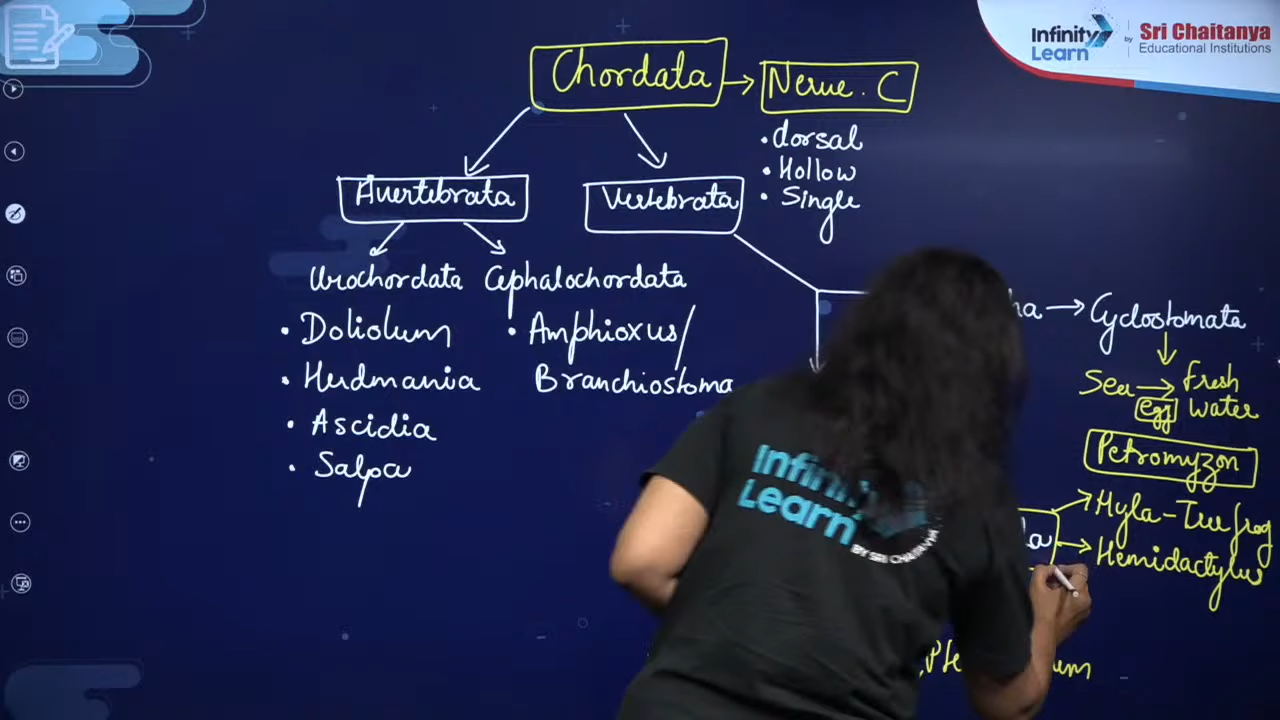 Infinity Learn by Sri Chaitanya Educational Institutions
Chordata → Nerve. C
• dorsal
• Hollow
• Single
Avertebrata Vertebrata
Urochordata Cephalochordata
• Doliolum • Amphioxus/
• Herdmania Branchiostoma
• Ascidia
• Salpa
→ Cyclostomata
Sea → fresh
egg water
Petromyzon
Hyla - Tree frog
Hemidactylus
Infinity Learn
BY SRI CHAITANYA